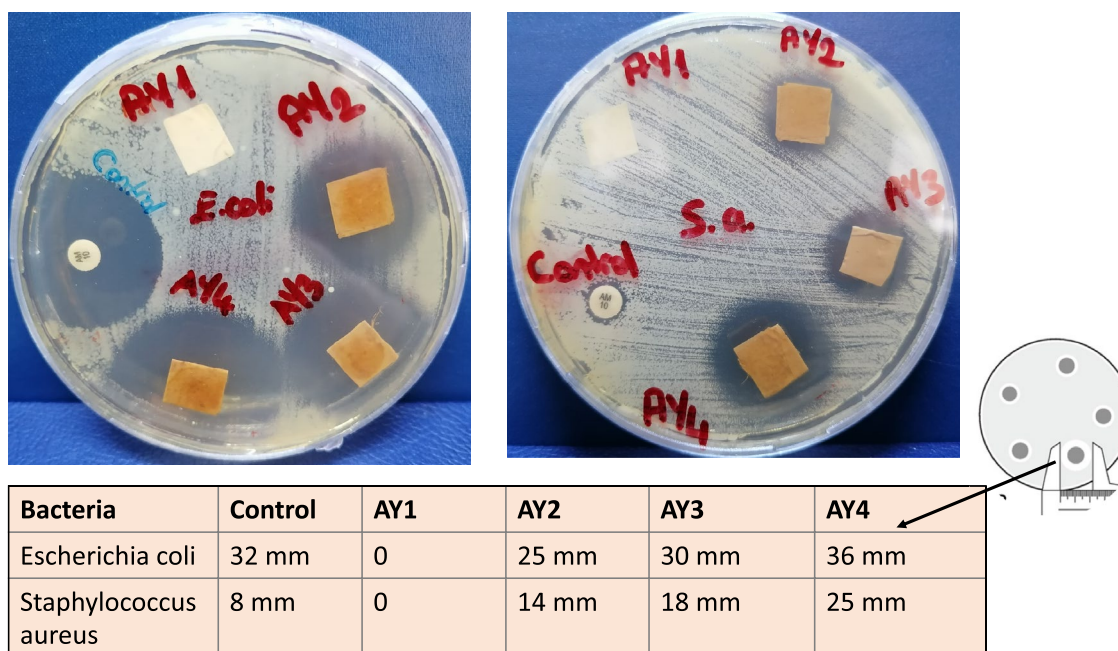 AY1
AY2
Control
E.coli
AY4
AY3
AY1
AY2
AY3
S.a.
Control
AM
10
AY4
Bacteria Control AY1 AY2 AY3 AY4
Escherichia coli 32 mm 0 25 mm 30 mm 36 mm
Staphylococcus aureus 8 mm 0 14 mm 18 mm 25 mm